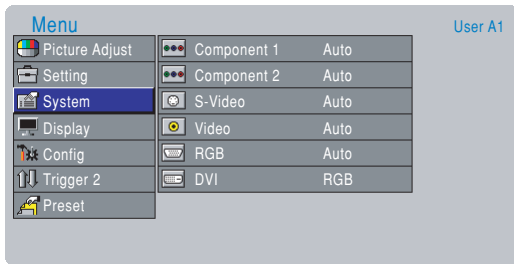 Menu
User A1
Picture Adjust
Component 1 Auto
Setting
Component 2 Auto
System
S-Video Auto
Display
Video Auto
Config
RGB Auto
Trigger 2
DVI RGB
Preset